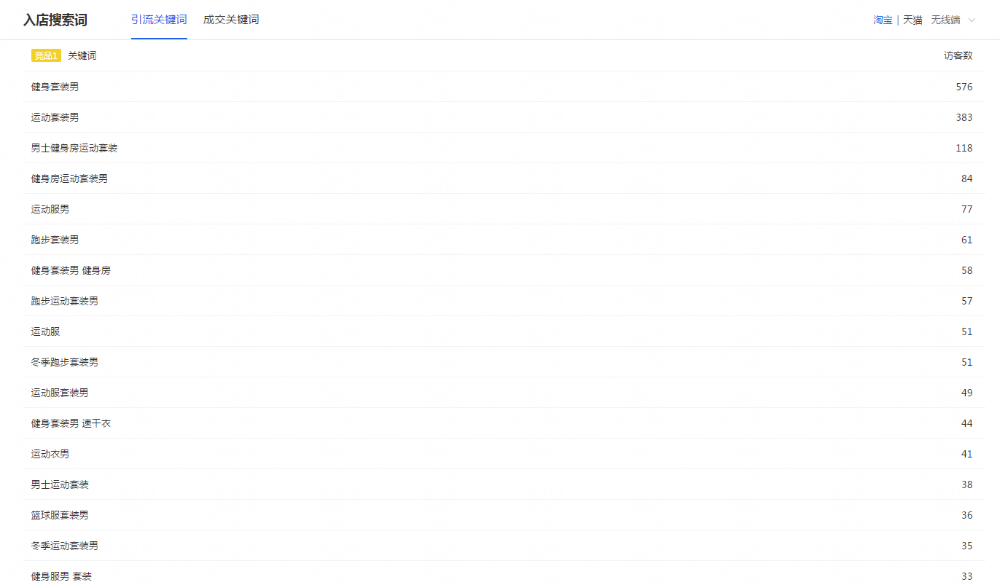 入店搜索词 引流关键词 成交关键词 淘宝 | 天猫 无线端
竞品1 关键词 访客数
健身套装男 576
运动套装男 383
男士健身房运动套装 118
健身房运动套装男 84
运动服男 77
跑步套装男 61
健身套装男 健身房 58
跑步运动套装男 57
运动服 51
冬季跑步套装男 51
运动服套装男 49
健身套装男 速干衣 44
运动衣男 41
男士运动套装 38
篮球服套装男 36
冬季运动套装男 35
健身服男 套装 33